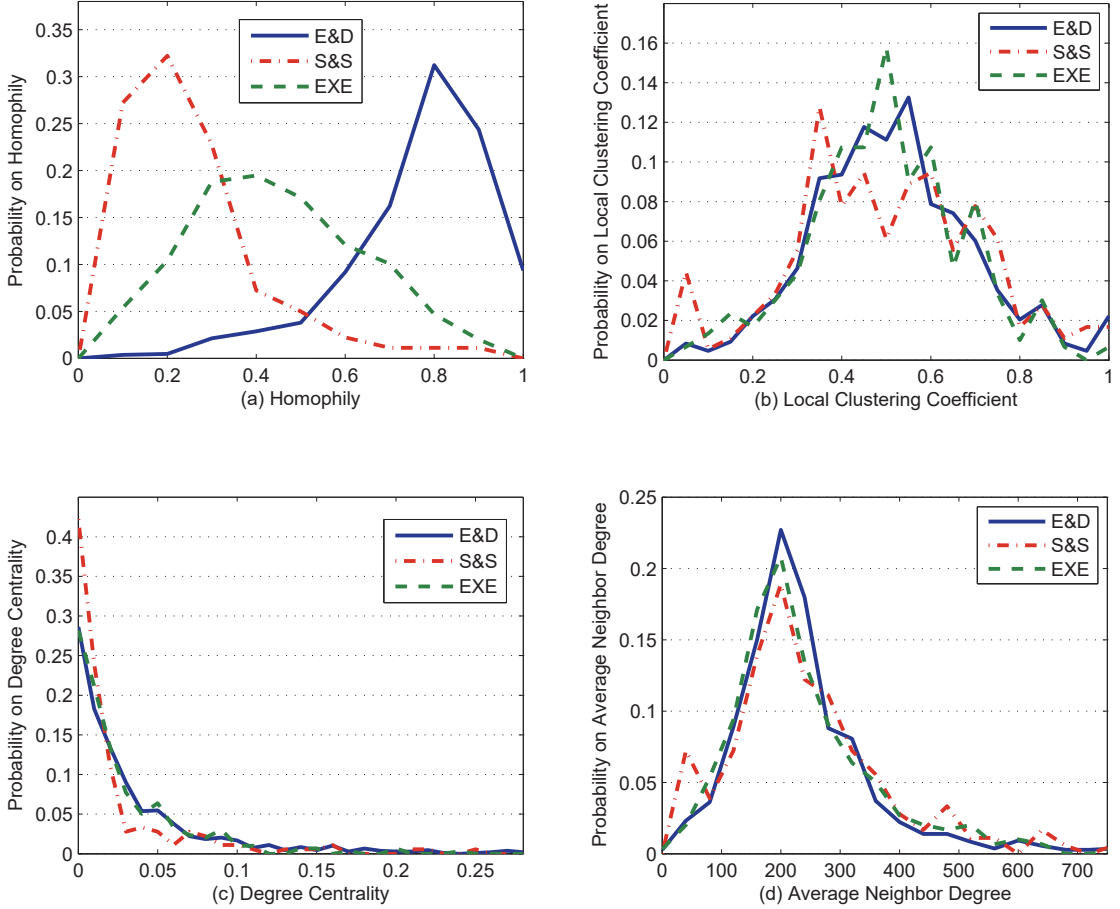 0.35
0.3
0.25
0.2
0.15
0.1
0.05
0
Probability on Homophily
E&D
S&S
EXE
0 0.2 0.4 0.6 0.8 1
(a) Homophily
0.16
0.14
0.12
0.1
0.08
0.06
0.04
0.02
0
Probability on Local Clustering Coefficient
E&D
S&S
EXE
0 0.2 0.4 0.6 0.8 1
(b) Local Clustering Coefficient
0.4
0.35
0.3
0.25
0.2
0.15
0.1
0.05
0
Probability on Degree Centrality
E&D
S&S
EXE
0 0.05 0.1 0.15 0.2 0.25
(c) Degree Centrality
0.25
0.2
0.15
0.1
0.05
0
Probability on Average Neighbor Degree
E&D
S&S
EXE
0 100 200 300 400 500 600 700
(d) Average Neighbor Degree